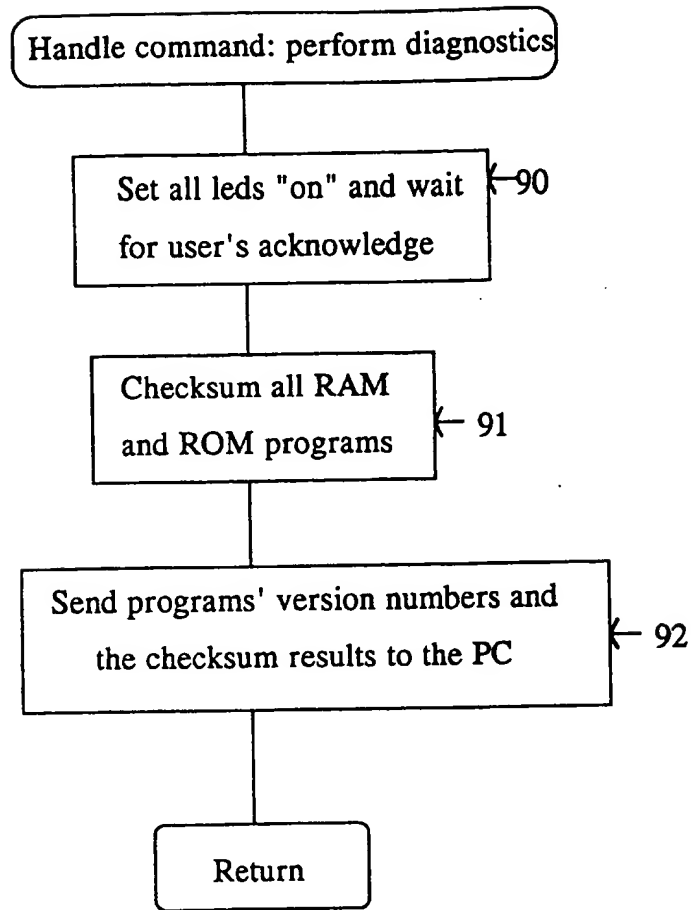 Handle command: perform diagnostics
Set all leds "on" and wait
for user's acknowledge
90
Checksum all RAM
and ROM programs
91
Send programs' version numbers and
the checksum results to the PC
92
Return